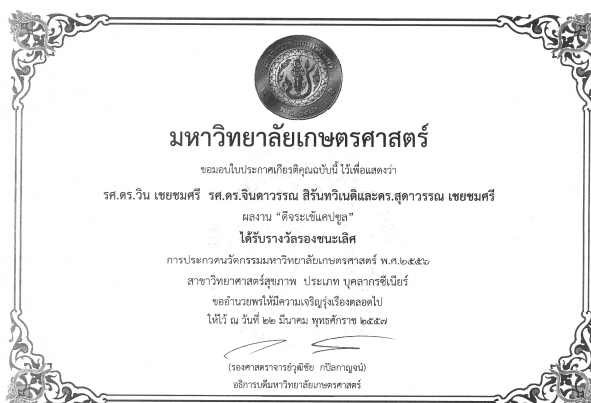 มหาวิทยาลัยเกษตรศาสตร์
ขอมอบใบประกาศเกียรติคุณฉบับนี้ ไว้เพื่อแสดงว่า
รศ.ดร.วิน เชยชมศรี รศ.ดร.จินดาวรรณ สิรันทวิเนติและดร.สุดาวรรณ เชยชมศรี
ผลงาน “ดีจระเข้แคปซูล”
ได้รับรางวัลรองชนะเลิศ
การประกวดนวัตกรรมมหาวิทยาลัยเกษตรศาสตร์ พ.ศ.๒๕๕๖
สาขาวิทยาศาสตร์สุขภาพ ประเภท บุคลากรซีเนียร์
ขออำนวยพรให้มีความเจริญรุ่งเรืองตลอดไป
ให้ไว้ ณ วันที่ ๒๒ มีนาคม พุทธศักราช ๒๕๕๗
(รองศาสตราจารย์วุฒิชัย กปิลกาญจน์)
อธิการบดีมหาวิทยาลัยเกษตรศาสตร์